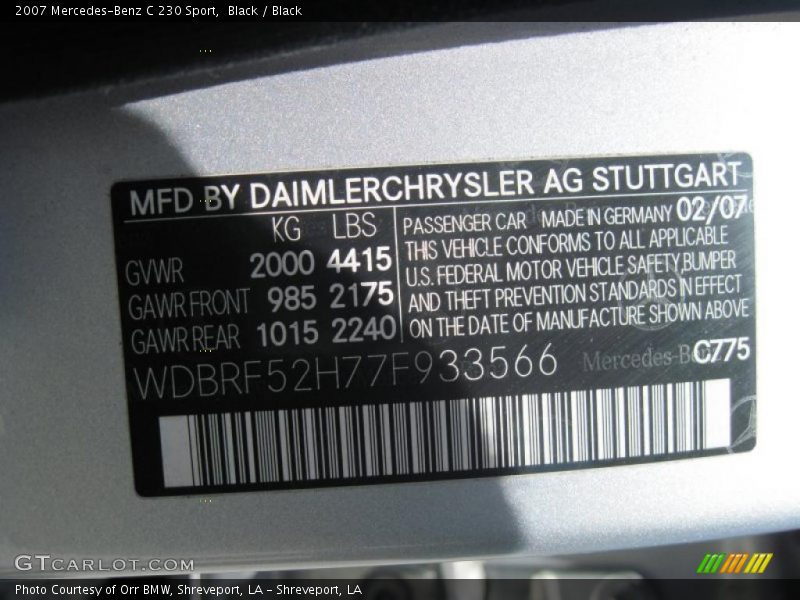 2007 Mercedes-Benz C 230 Sport, Black / Black
MFD BY DAIMLERCHRYSLER AG STUTTGART
KG LBS
GVWR 2000 4415
GAWR FRONT 985 2175
GAWR REAR 1015 2240
PASSENGER CAR MADE IN GERMANY 02/07
THIS VEHICLE CONFORMS TO ALL APPLICABLE
U.S. FEDERAL MOTOR VEHICLE SAFETY BUMPER
AND THEFT PREVENTION STANDARDS IN EFFECT
ON THE DATE OF MANUFACTURE SHOWN ABOVE
WDBRF52H77F933566
Mercedes-Benz C775
GTCARLOT.COM
Photo Courtesy of Orr BMW, Shreveport, LA - Shreveport, LA